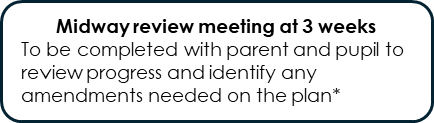 Midway review meeting at 3 weeks
To be completed with parent and pupil to
review progress and identify any
amendments needed on the plan*